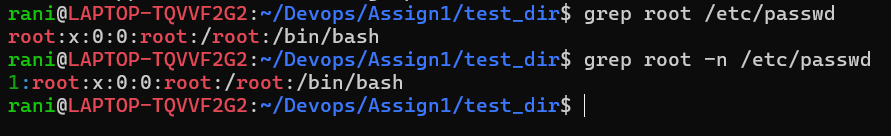 rani@LAPTOP-TQVVF2G2:~/Devops/Assign1/test_dir$ grep root /etc/passwd
root:x:0:0:root:/root:/bin/bash
rani@LAPTOP-TQVVF2G2:~/Devops/Assign1/test_dir$ grep root -n /etc/passwd
1:root:x:0:0:root:/root:/bin/bash
rani@LAPTOP-TQVVF2G2:~/Devops/Assign1/test_dir$